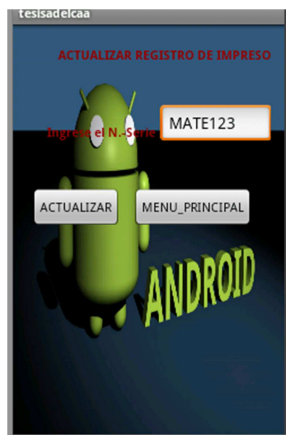 tesisadelcaa
ACTUALIZAR REGISTRO DE IMPRESO
Ingrese el N.-Serie MATE123
ACTUALIZAR MENU_PRINCIPAL
ANDROID